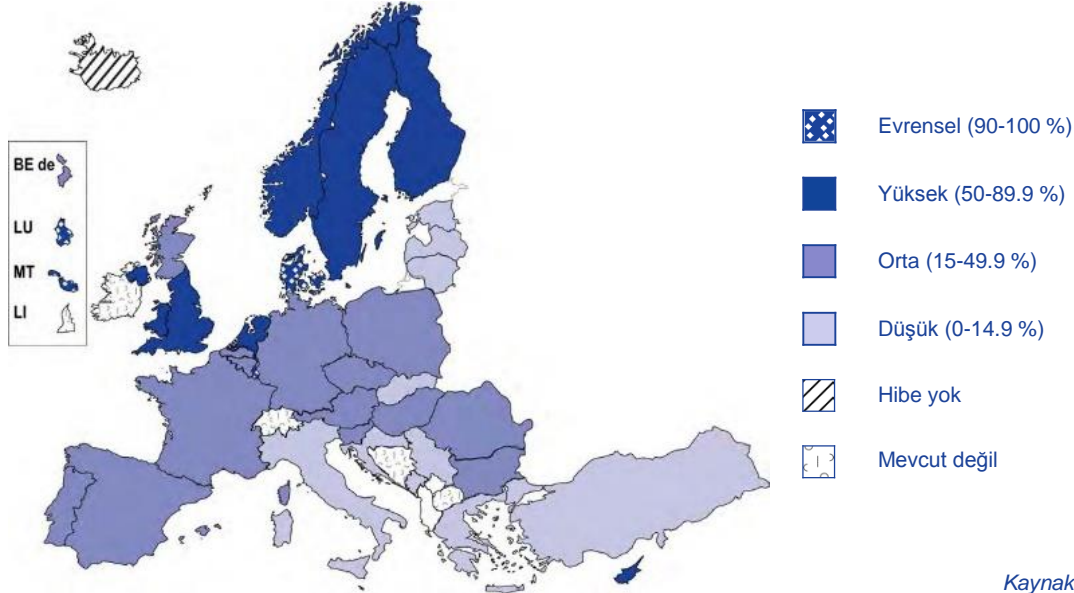 BE de
LU
MT
LI
Evrensel (90-100 %)
Yüksek (50-89.9 %)
Orta (15-49.9 %)
Düşük (0-14.9 %)
Hibe yok
Mevcut değil
Kaynak